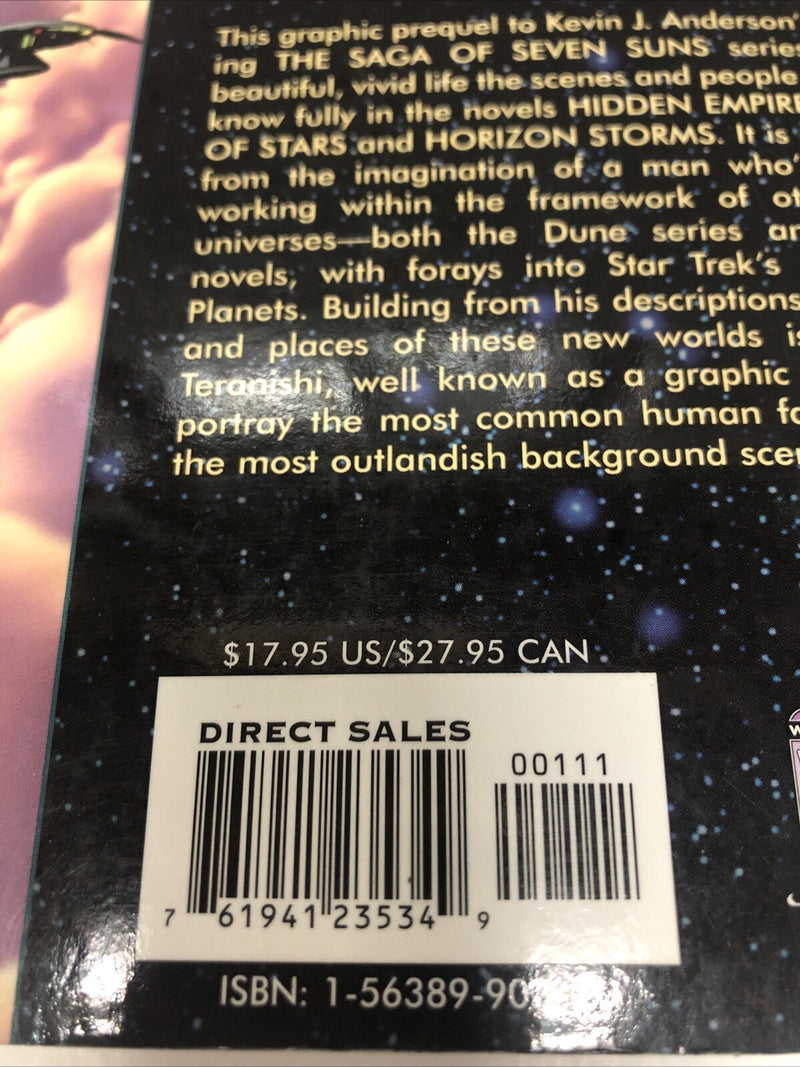 This graphic prequel to Kevin J. Anderson'
ing THE SAGA OF SEVEN SUNS series
beautiful, vivid life the scenes and people
know fully in the novels HIDDEN EMPIRE
OF STARS and HORIZON STORMS. It is
from the imagination of a man who'
working within the framework of ot
universes—both the Dune series an
novels, with forays into Star Trek's
Planets. Building from his descriptions
and places of these new worlds is
Teranishi, well known as a graphic
portray the most common human fa
the most outlandish background scen
$17.95 US/$27.95 CAN
DIRECT SALES
00111
7 61941 23534 9
ISBN: 1-56389-90